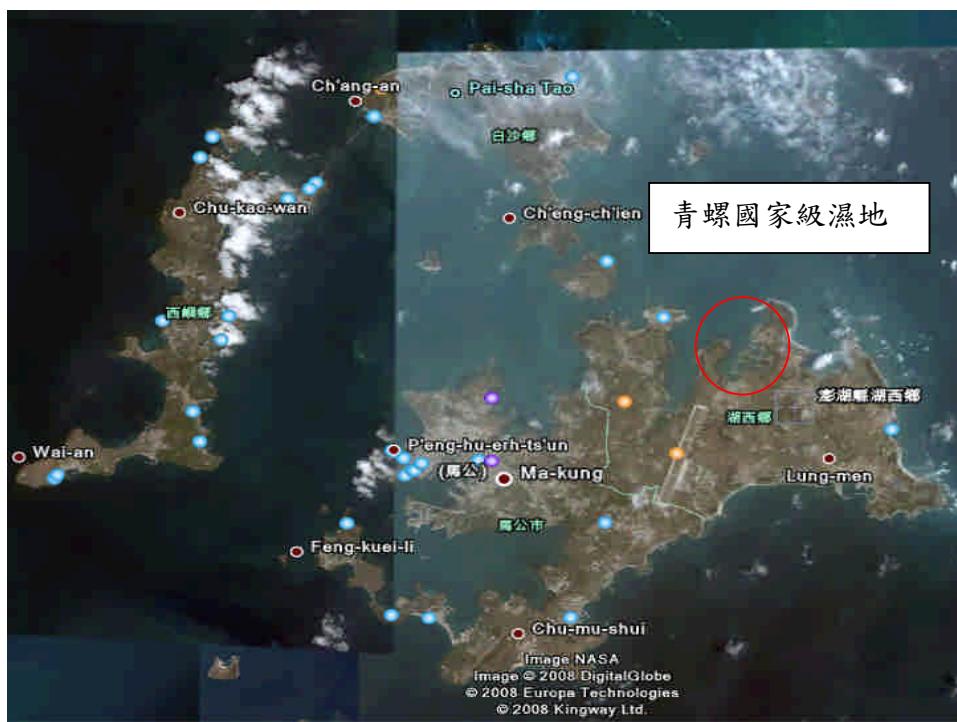 Ch'ang-an
Pai-sha Tao
白沙鄉
青螺國家級濕地
Chu-kao-wan
Ch'eng-ch'ien
西嶼鄉
澎湖縣湖西鄉
湖西鄉
P'eng-hu-erh-ts'un
(馬公)
Ma-kung
Wai-an
Lung-men
馬公市
Feng-kuei-li
Chu-mu-shui
Image NASA
Image © 2008 DigitalGlobe
© 2008 Europa Technologies
© 2008 Kingway Ltd.